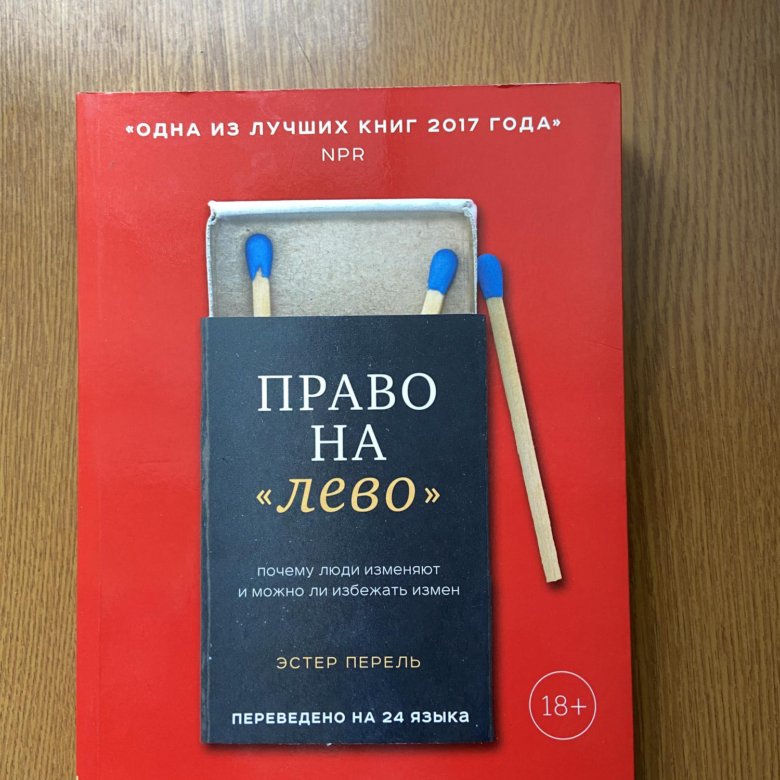 «ОДНА ИЗ ЛУЧШИХ КНИГ 2017 ГОДА»
NPR
ПРАВО
НА
«лево»
почему люди изменяют
и можно ли избежать измен
ЭСТЕР ПЕРЕЛЬ
ПЕРЕВЕДЕНО НА 24 ЯЗЫКА
18+